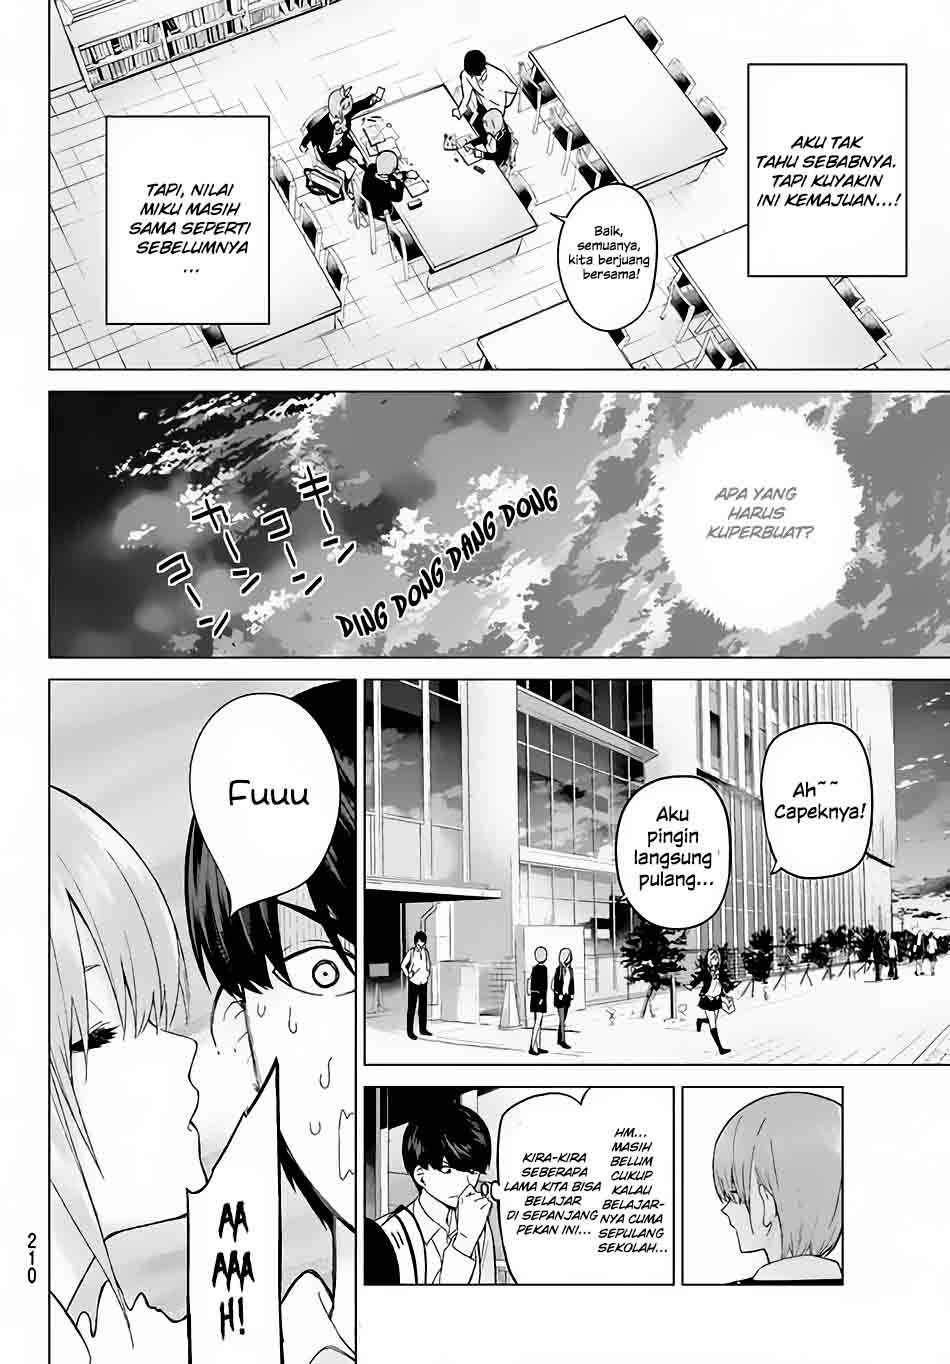 AKU TAK
TAHU SEBABNYA.
TAPI KUYAKIN
INI KEMAJUAN...!
Baik,
semuanya,
kita berjuang
bersama!
TAPI, NILAI
MIKU MASIH
SAMA SEPERTI
SEBELUMNYA
...
APA YANG
HARUS
KUPERBUAT?
キーン
コーン
カーン
コーン
DING DONG DANG DONG
Ah~~
Capeknya!
Aku
pingin
langsung
pulang...
HM...
MASIH
BELUM
CUKUP
KALAU
BELAJAR-
NYA CUMA
SEPULANG
SEKOLAH...
KIRA-KIRA
SEBERAPA
LAMA KITA BISA
BELAJAR
DI SEPANJANG
PEKAN INI...
Fuuu
AA
AAA
AAA
H!
210